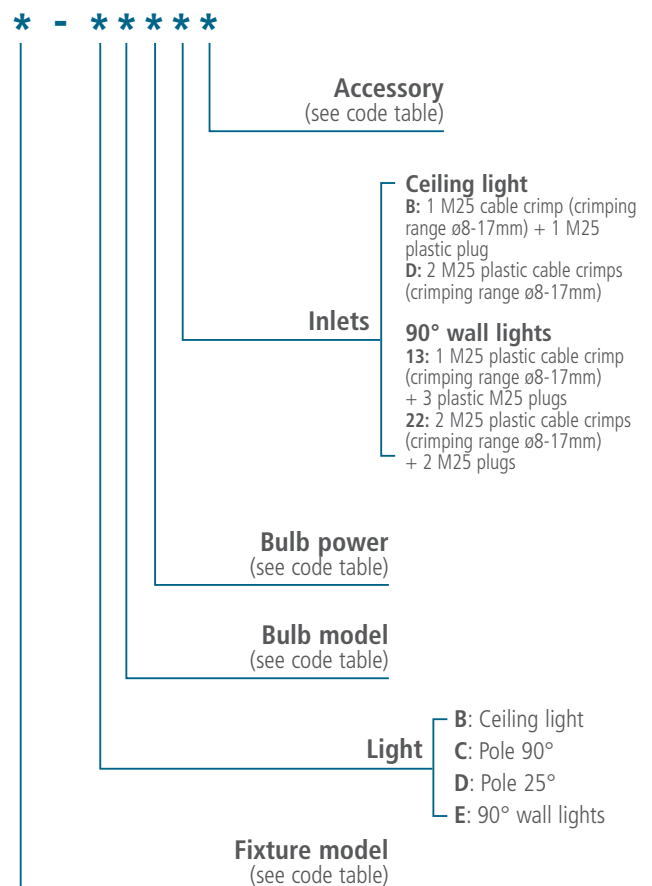 * - * * * * *
Accessory
(see code table)
Ceiling light
B: 1 M25 cable crimp (crimping
range ø8-17mm) + 1 M25
plastic plug
D: 2 M25 plastic cable crimps
(crimping range ø8-17mm)
Inlets
90° wall lights
13: 1 M25 plastic cable crimp
(crimping range ø8-17mm)
+ 3 plastic M25 plugs
22: 2 M25 plastic cable crimps
(crimping range ø8-17mm)
+ 2 M25 plugs
Bulb power
(see code table)
Bulb model
(see code table)
Light
B: Ceiling light
C: Pole 90°
D: Pole 25°
E: 90° wall lights
Fixture model
(see code table)